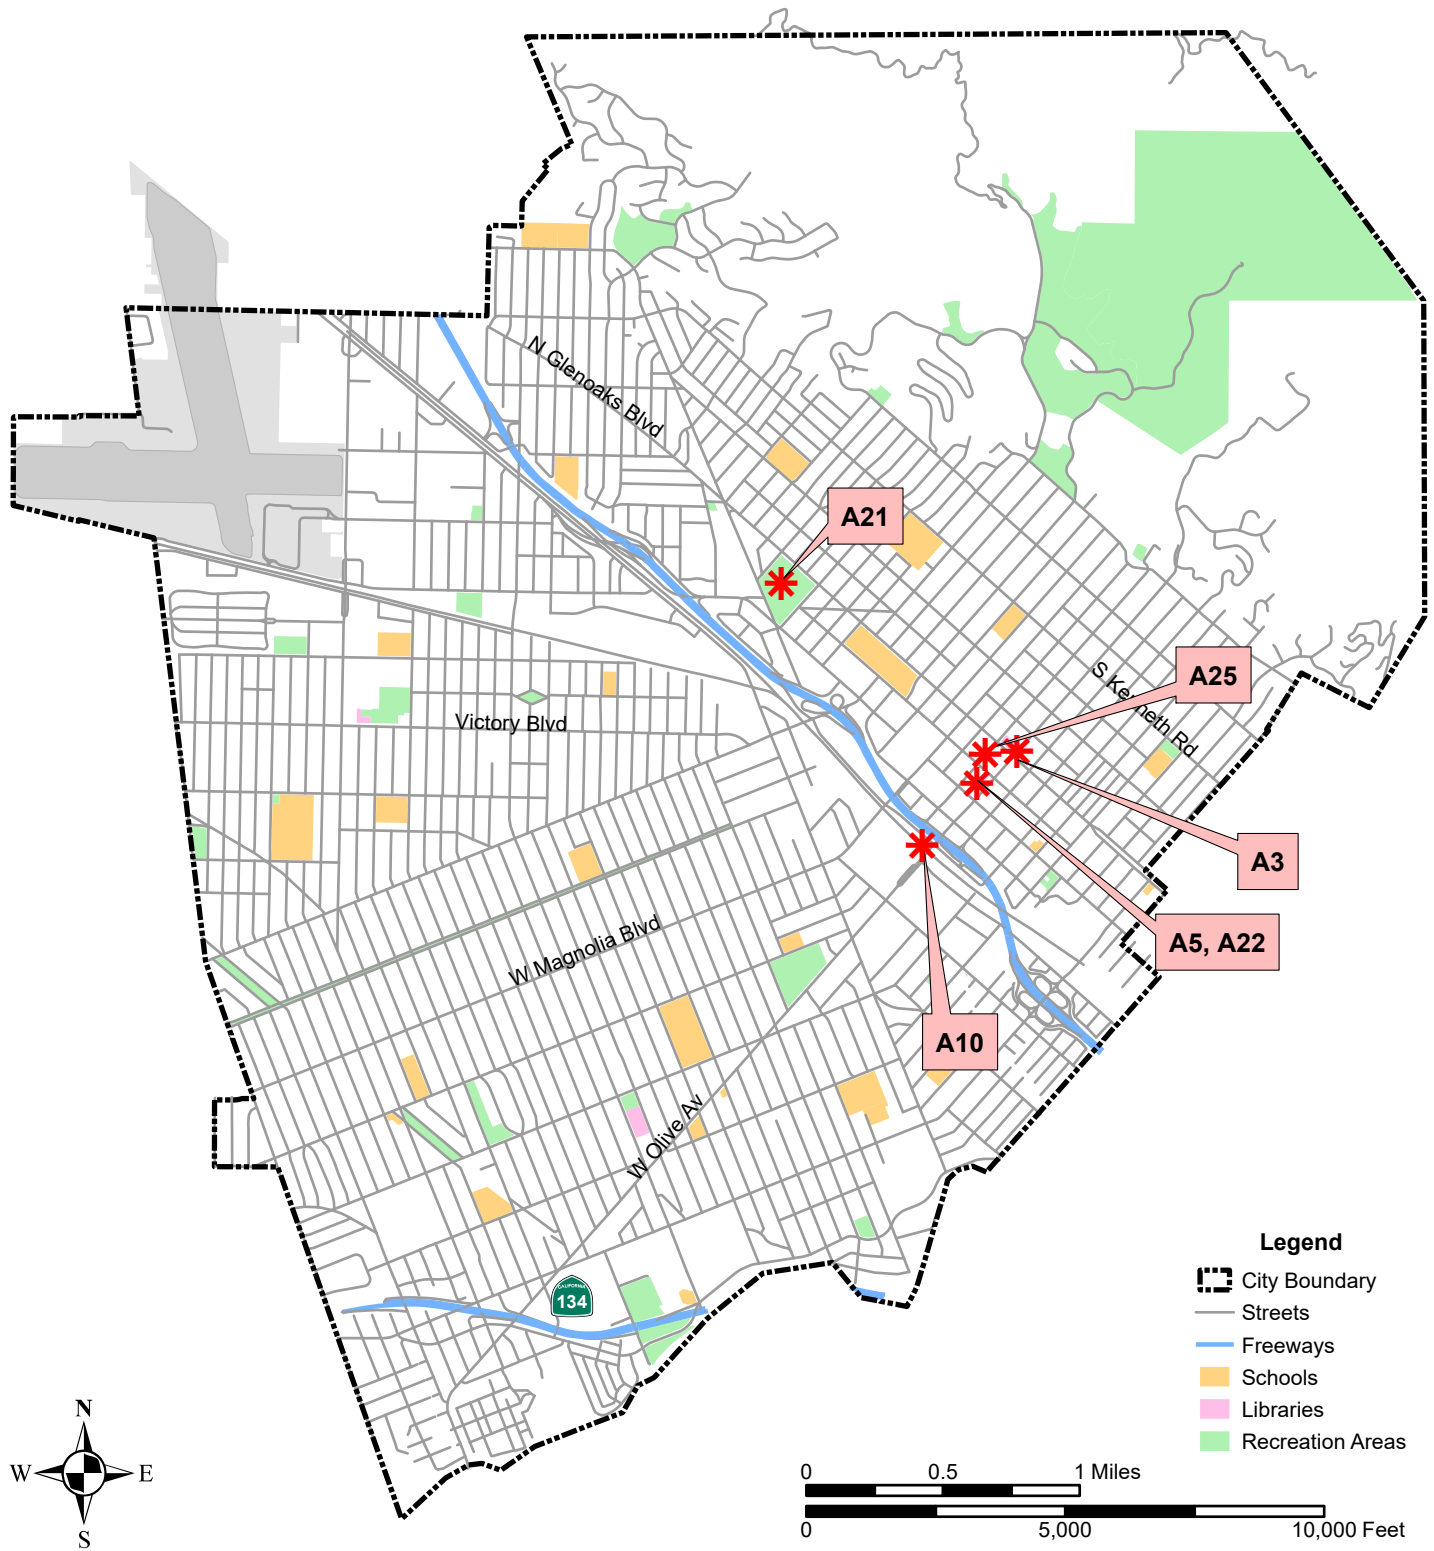 N Glenoaks Blvd
A21
S Kenneth Rd
A25
Victory Blvd
A3
A5, A22
W Magnolia Blvd
A10
W Olive Av
CALIFORNIA
134
Legend
City Boundary
Streets
Freeways
Schools
Libraries
Recreation Areas
N
W E
S
0 0.5 1 Miles
0 5,000 10,000 Feet